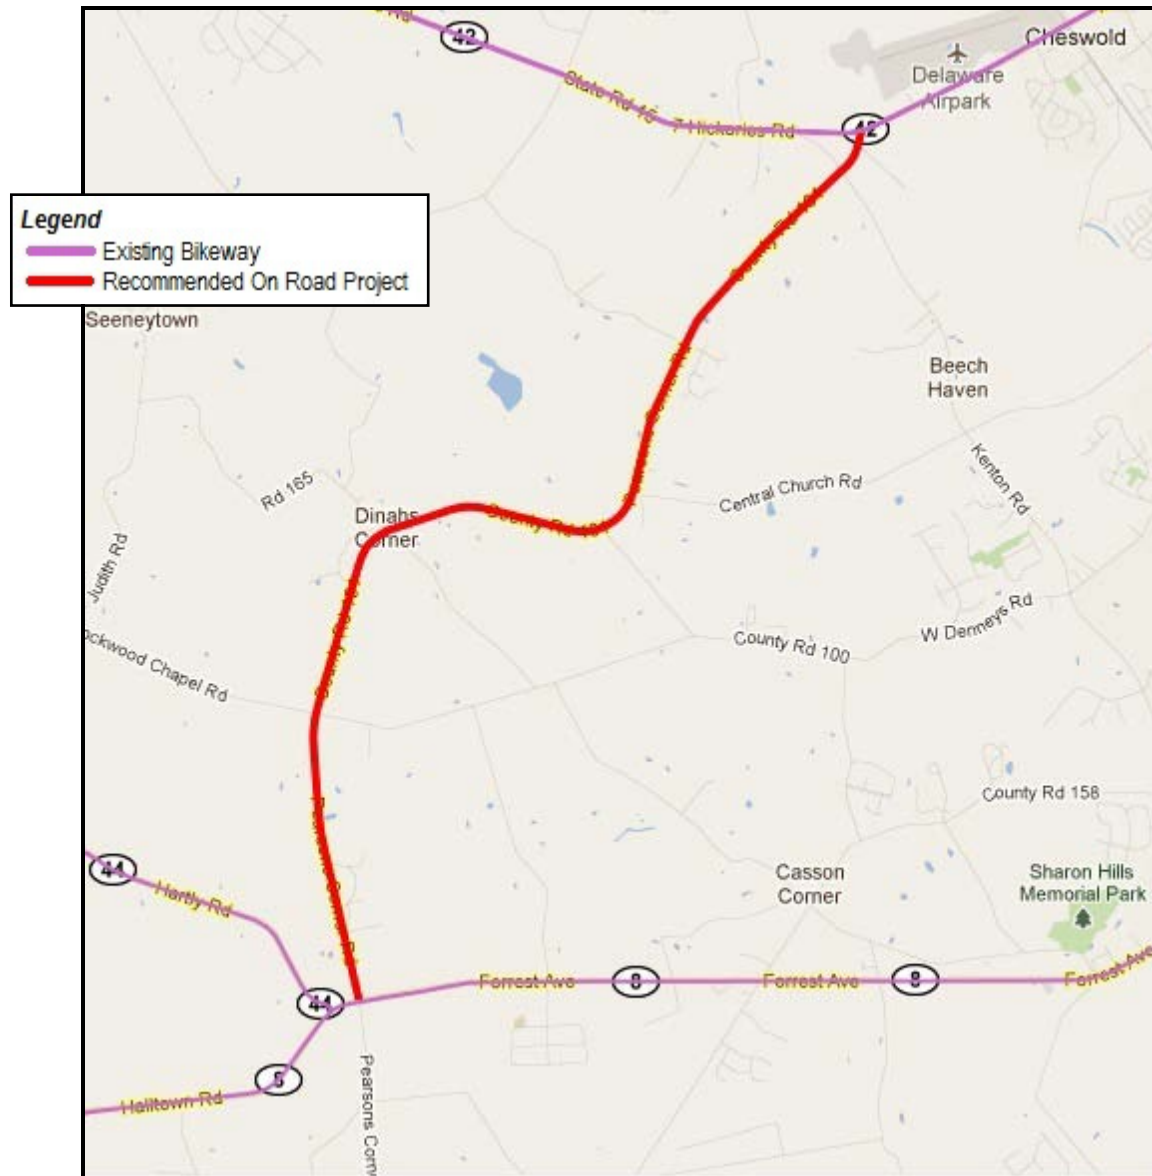 Rd
42
Cheswold
Delaware
Airpark
State Rd 15
7 Hickories Rd
42
Legend
Existing Bikeway
Recommended On Road Project
Seeneytown
Beech
Haven
Kenton Rd
Central Church Rd
Rd 165
Dinahs
Corner
Judith Rd
ockwood Chapel Rd
County Rd 100
W Denneys Rd
County Rd 158
44
Hartly Rd
Casson
Corner
Sharon Hills
Memorial Park
44
Forrest Ave
8
Forrest Ave
8
Forrest Ave
8
Halltown Rd
Pearsons Corn